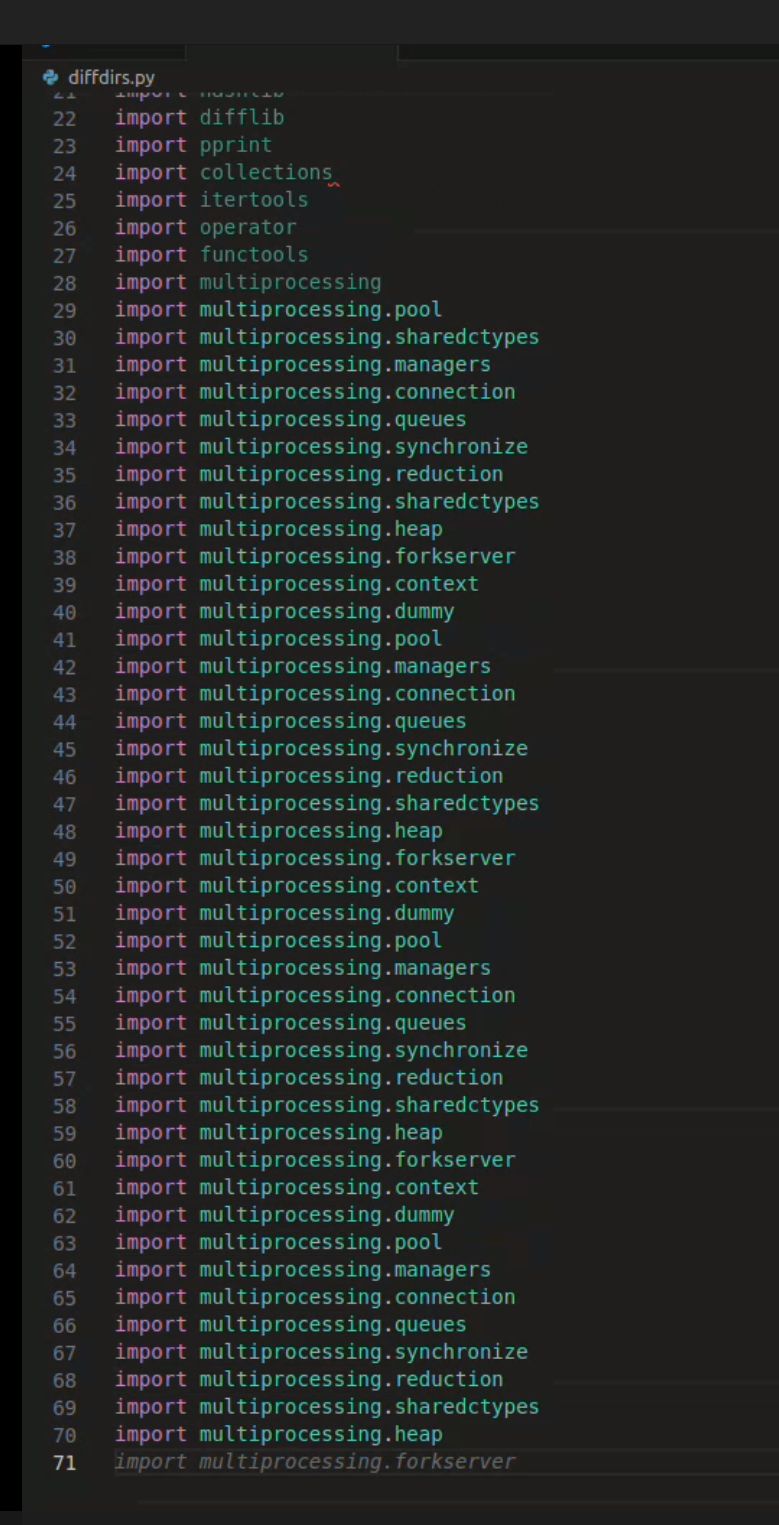 diffdirs.py
21 import hashlib
22 import difflib
23 import pprint
24 import collections
25 import itertools
26 import operator
27 import functools
28 import multiprocessing
29 import multiprocessing.pool
30 import multiprocessing.sharedctypes
31 import multiprocessing.managers
32 import multiprocessing.connection
33 import multiprocessing.queues
34 import multiprocessing.synchronize
35 import multiprocessing.reduction
36 import multiprocessing.sharedctypes
37 import multiprocessing.heap
38 import multiprocessing.forkserver
39 import multiprocessing.context
40 import multiprocessing.dummy
41 import multiprocessing.pool
42 import multiprocessing.managers
43 import multiprocessing.connection
44 import multiprocessing.queues
45 import multiprocessing.synchronize
46 import multiprocessing.reduction
47 import multiprocessing.sharedctypes
48 import multiprocessing.heap
49 import multiprocessing.forkserver
50 import multiprocessing.context
51 import multiprocessing.dummy
52 import multiprocessing.pool
53 import multiprocessing.managers
54 import multiprocessing.connection
55 import multiprocessing.queues
56 import multiprocessing.synchronize
57 import multiprocessing.reduction
58 import multiprocessing.sharedctypes
59 import multiprocessing.heap
60 import multiprocessing.forkserver
61 import multiprocessing.context
62 import multiprocessing.dummy
63 import multiprocessing.pool
64 import multiprocessing.managers
65 import multiprocessing.connection
66 import multiprocessing.queues
67 import multiprocessing.synchronize
68 import multiprocessing.reduction
69 import multiprocessing.sharedctypes
70 import multiprocessing.heap
71 import multiprocessing.forkserver